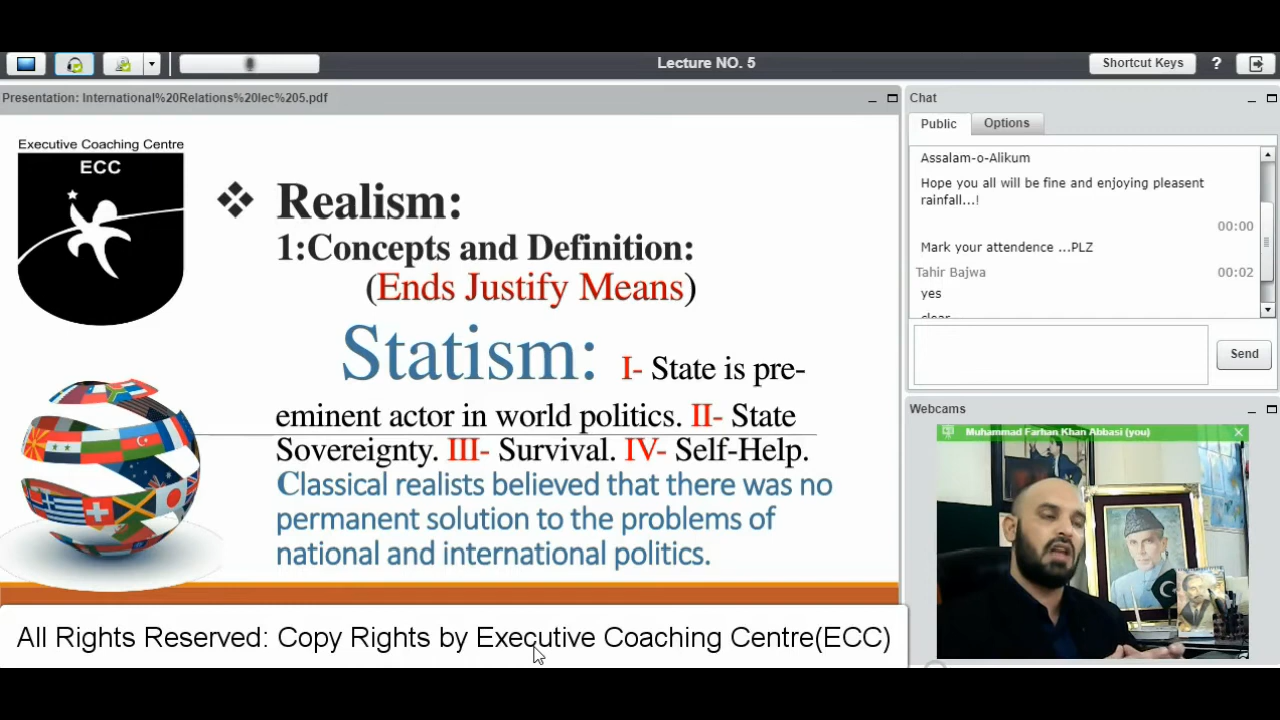 Lecture NO. 5
Shortcut Keys
?
Presentation: International%20Relations%20lec%205.pdf
Executive Coaching Centre
ECC
❖ Realism:
1:Concepts and Definition:
(Ends Justify Means)
Statism: I- State is pre-
eminent actor in world politics. II- State
Sovereignty. III- Survival. IV- Self-Help.
Classical realists believed that there was no
permanent solution to the problems of
national and international politics.
All Rights Reserved: Copy Rights by Executive Coaching Centre(ECC)
Chat
Public
Options
Assalam-o-Alikum
Hope you all will be fine and enjoying pleasent
rainfall...!
00:00
Mark your attendence ...PLZ
Tahir Bajwa 00:02
yes
clear
Send
Webcams
Muhammad Farhan Khan Abbasi (you)